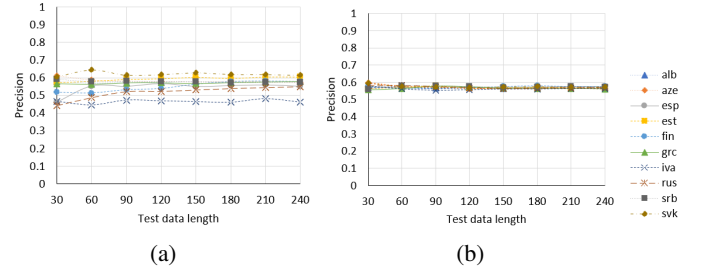 1
0.9
0.8
0.7
0.6
0.5
0.4
0.3
0.2
0.1
0
Precision
30 60 90 120 150 180 210 240
Test data length
(a)
1
0.9
0.8
0.7
0.6
0.5
0.4
0.3
0.2
0.1
0
Precision
30 60 90 120 150 180 210 240
Test data length
(b)
alb
aze
esp
est
fin
grc
iva
rus
srb
svk